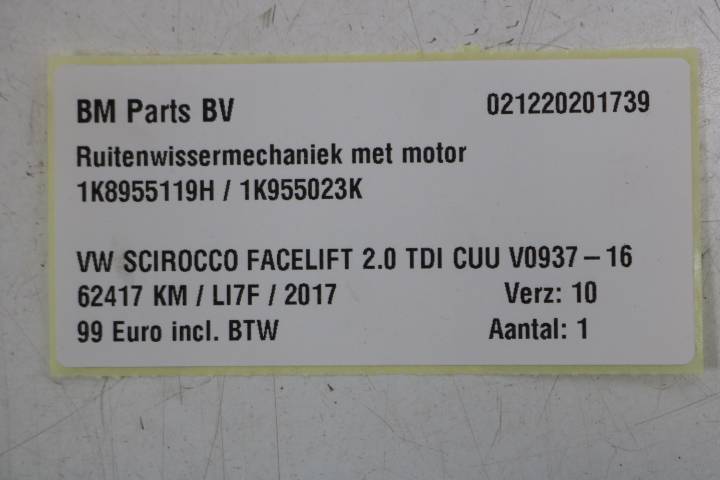 BM Parts BV 021220201739
Ruitenwissermechaniek met motor
1K8955119H / 1K955023K
VW SCIROCCO FACELIFT 2.0 TDI CUU V0937 – 16
62417 KM / LI7F / 2017 Verz: 10
99 Euro incl. BTW Aantal: 1